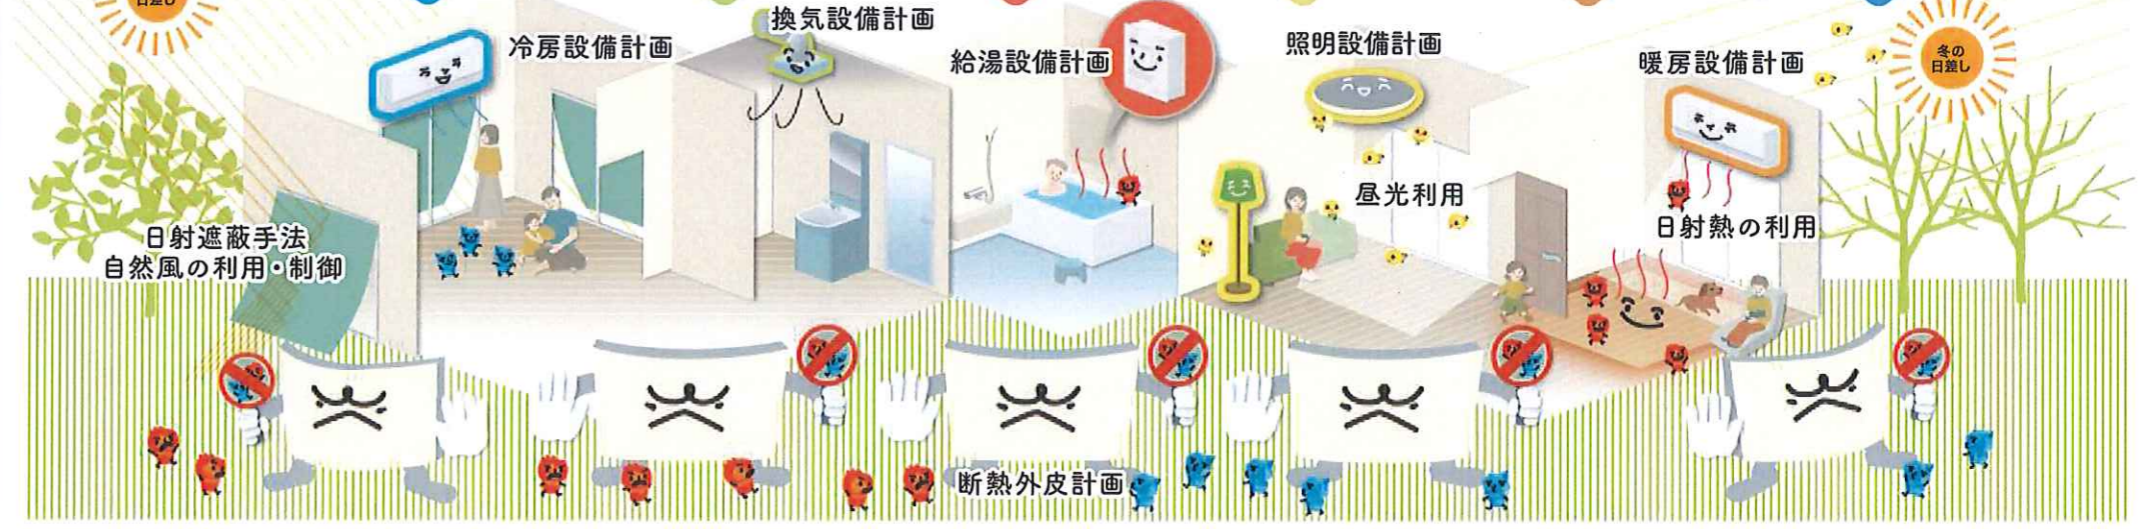 日差し
冷房設備計画
換気設備計画
給湯設備計画
照明設備計画
暖房設備計画
冬の
日差し
日射遮蔽手法
自然風の利用・制御
昼光利用
日射熱の利用
断熱外皮計画